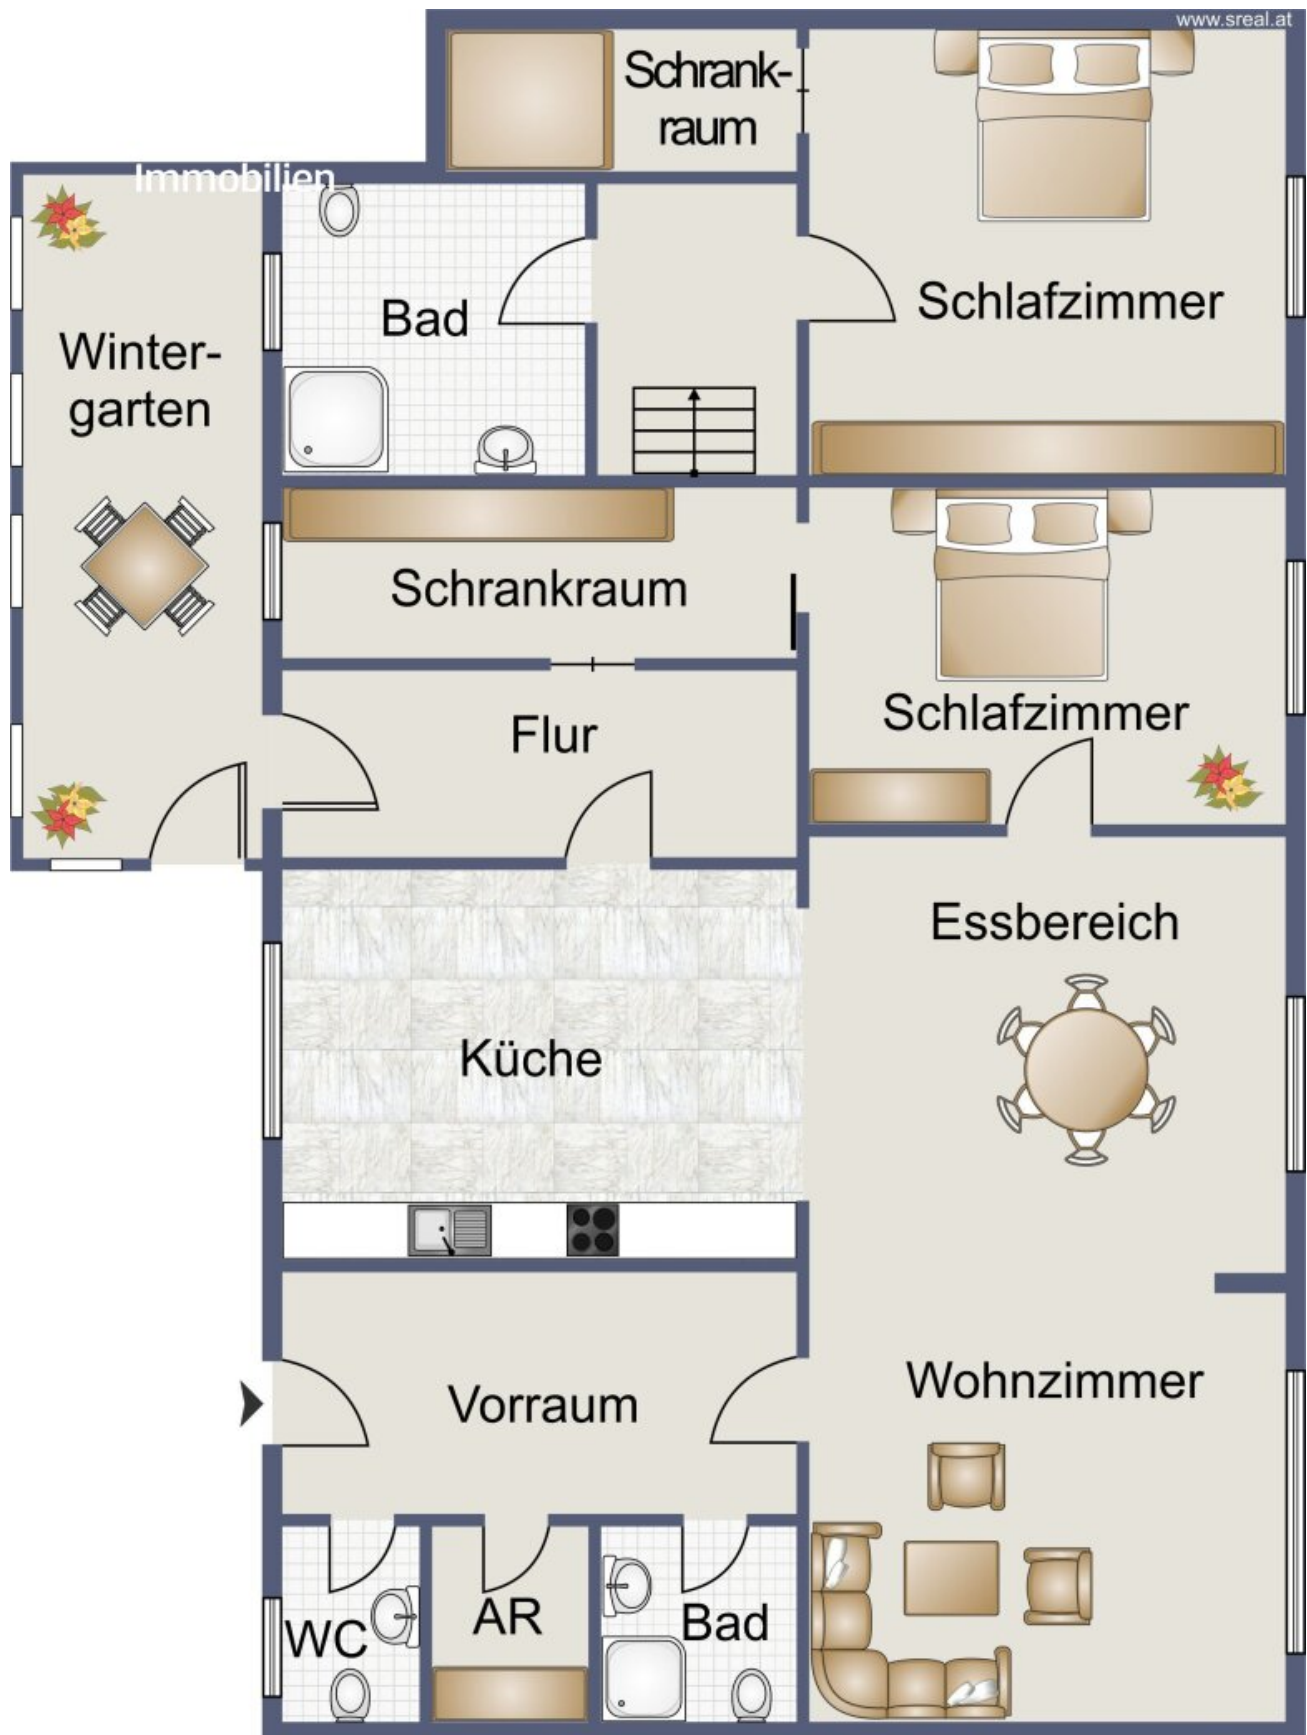 www.sreal.at
Schrank-
raum
Immobilien
Schlafzimmer
Bad
Winter-
garten
Schrankraum
Schlafzimmer
Flur
Essbereich
Küche
Wohnzimmer
Vorraum
WC
AR
Bad